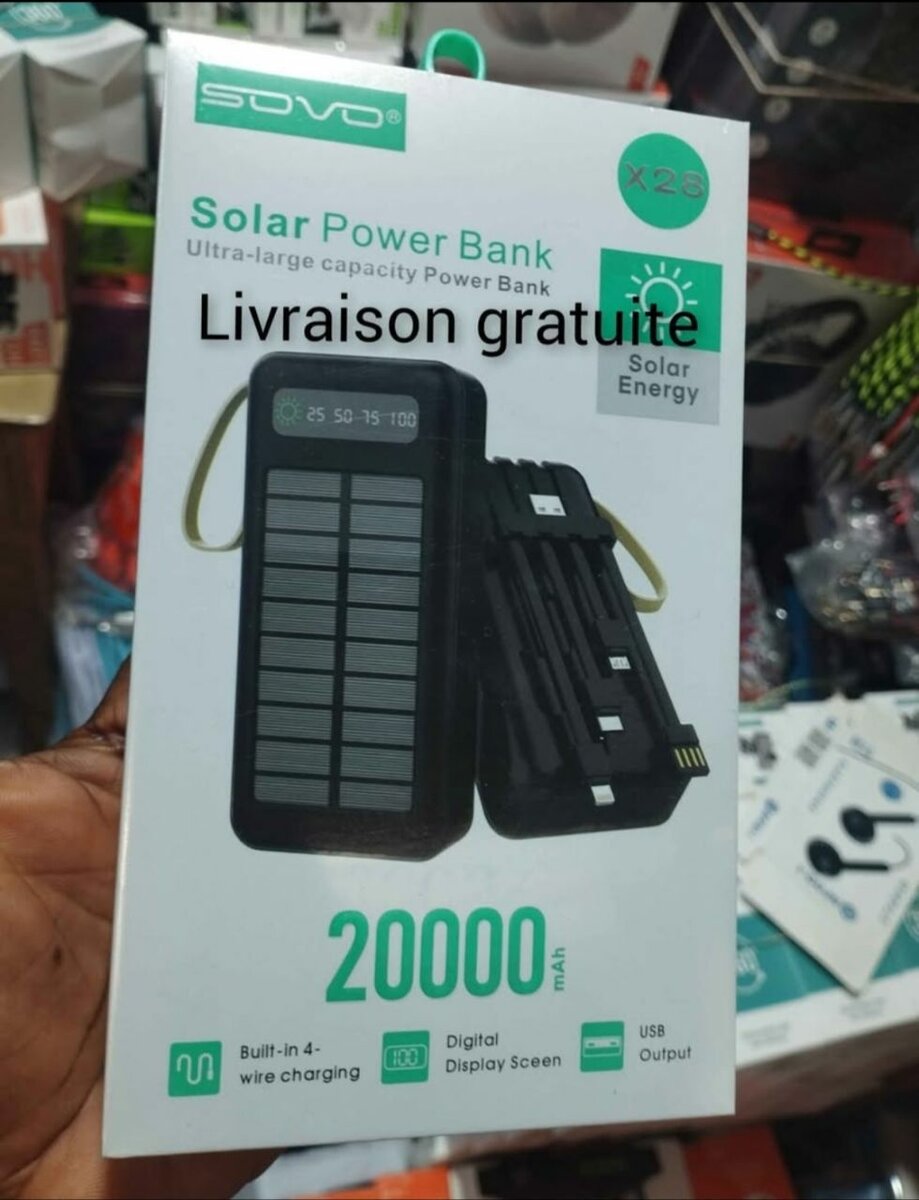 SOVO®
X28
Solar Power Bank
Ultra-large capacity Power Bank
Livraison gratuite
Solar
Energy
25 50 75 100
20000 mAh
Built-in 4-
wire charging
100
Digital
Display Sceen
USB
Output